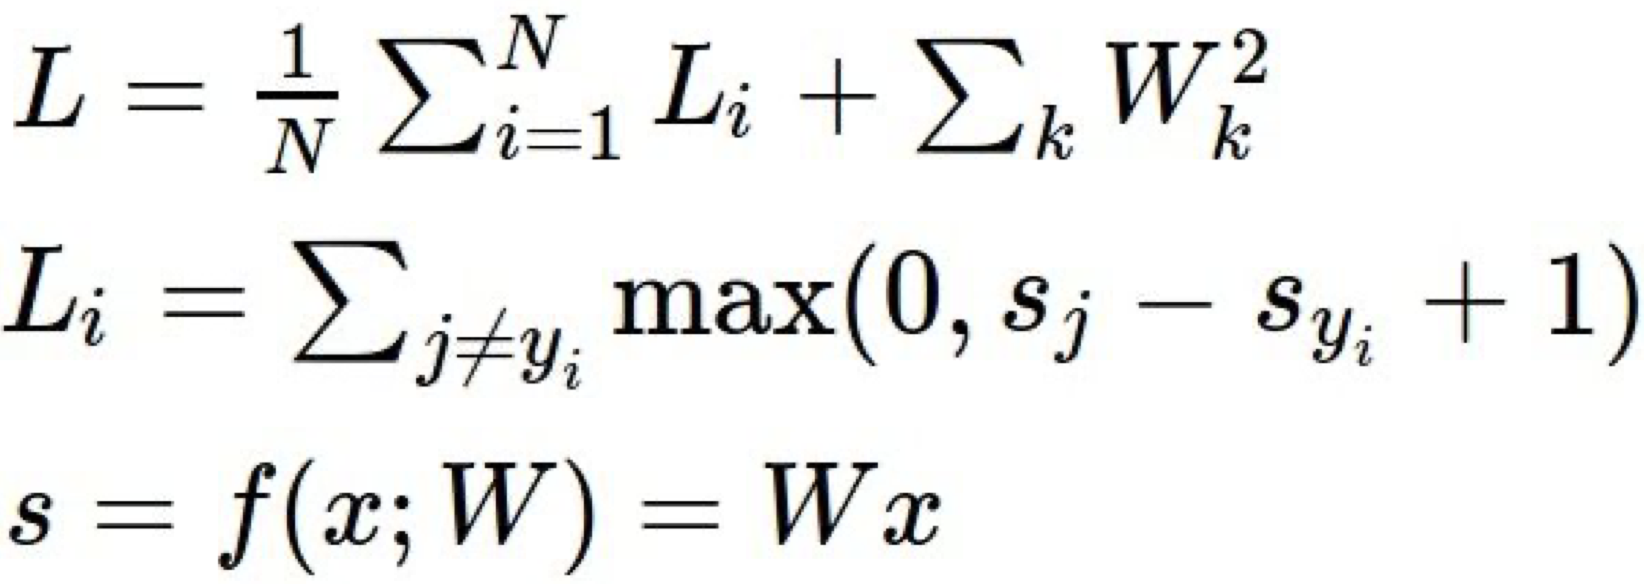 L = \frac{1}{N} \sum_{i=1}^{N} L_i + \sum_k W_k^2
L_i = \sum_{j \neq y_i} \max(0, s_j - s_{y_i} + 1)
s = f(x; W) = Wx